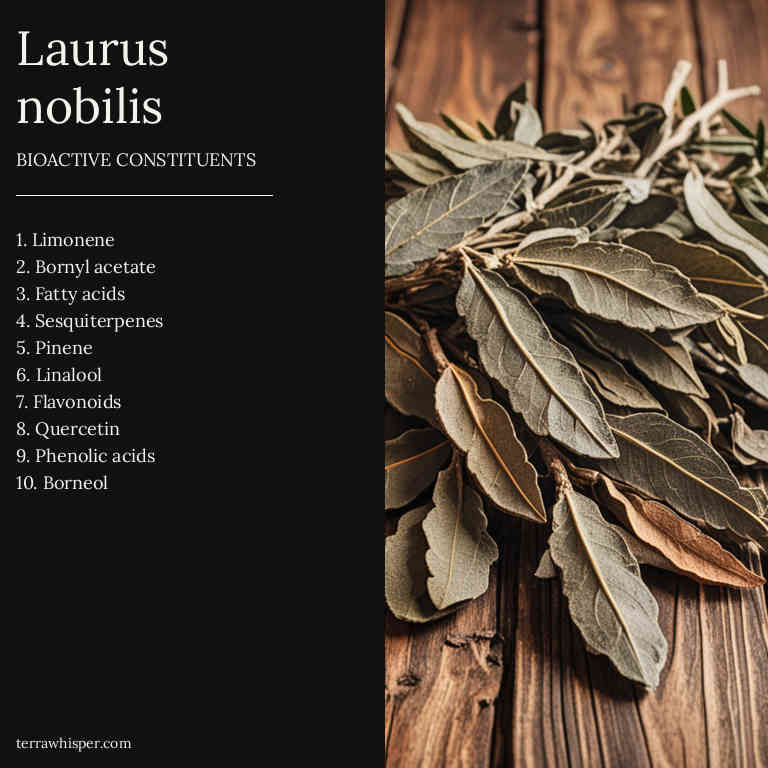 Laurus
nobilis
BIOACTIVE CONSTITUENTS
1. Limonene
2. Bornyl acetate
3. Fatty acids
4. Sesquiterpenes
5. Pinene
6. Linalool
7. Flavonoids
8. Quercetin
9. Phenolic acids
10. Borneol
terrawhisper.com